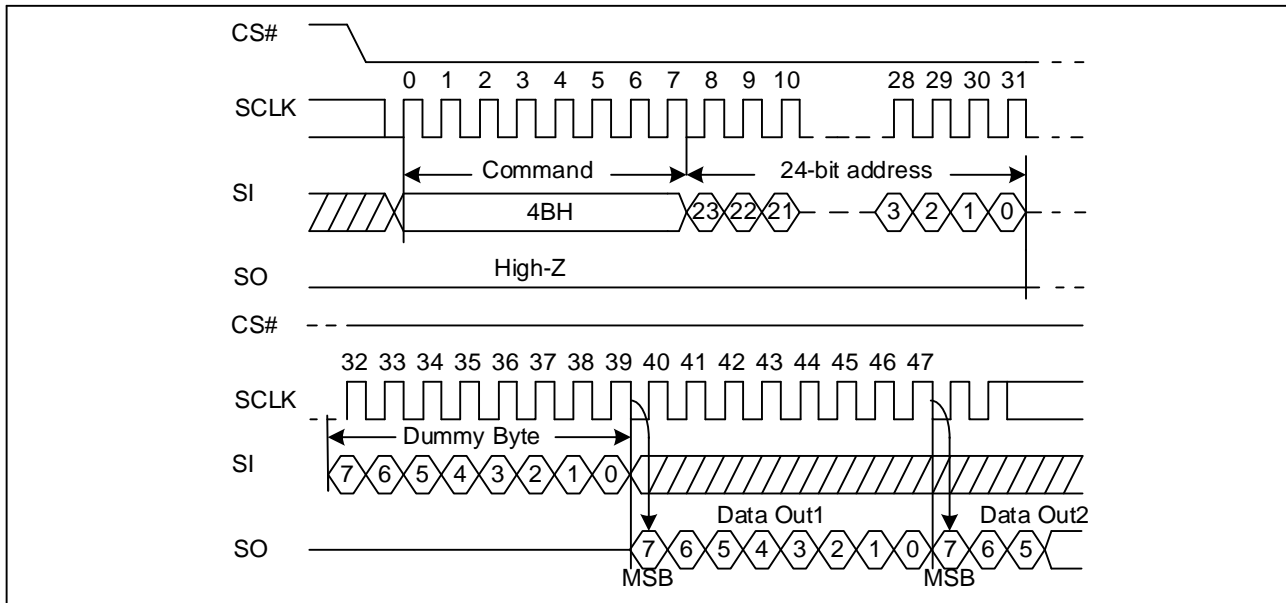 CS#
0 1 2 3 4 5 6 7 8 9 10 28 29 30 31
SCLK
Command 24-bit address
SI
4BH 23 22 21 3 2 1 0
High-Z
SO
CS#
32 33 34 35 36 37 38 39 40 41 42 43 44 45 46 47
SCLK
Dummy Byte
SI
7 6 5 4 3 2 1 0
Data Out1 Data Out2
SO
7 6 5 4 3 2 1 0 7 6 5
MSB MSB